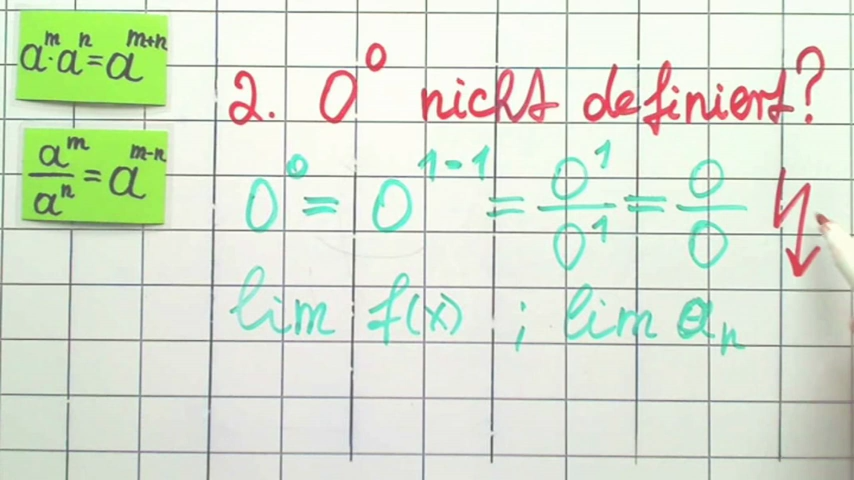 a^m · a^n = a^{m+n}
a^m / a^n = a^{m-n}
2. 0^0 nicht definiert?
0^0 = 0^{1-1} = 0^1 / 0^1 = 0 / 0 ↯
lim f(x) ; lim a_n